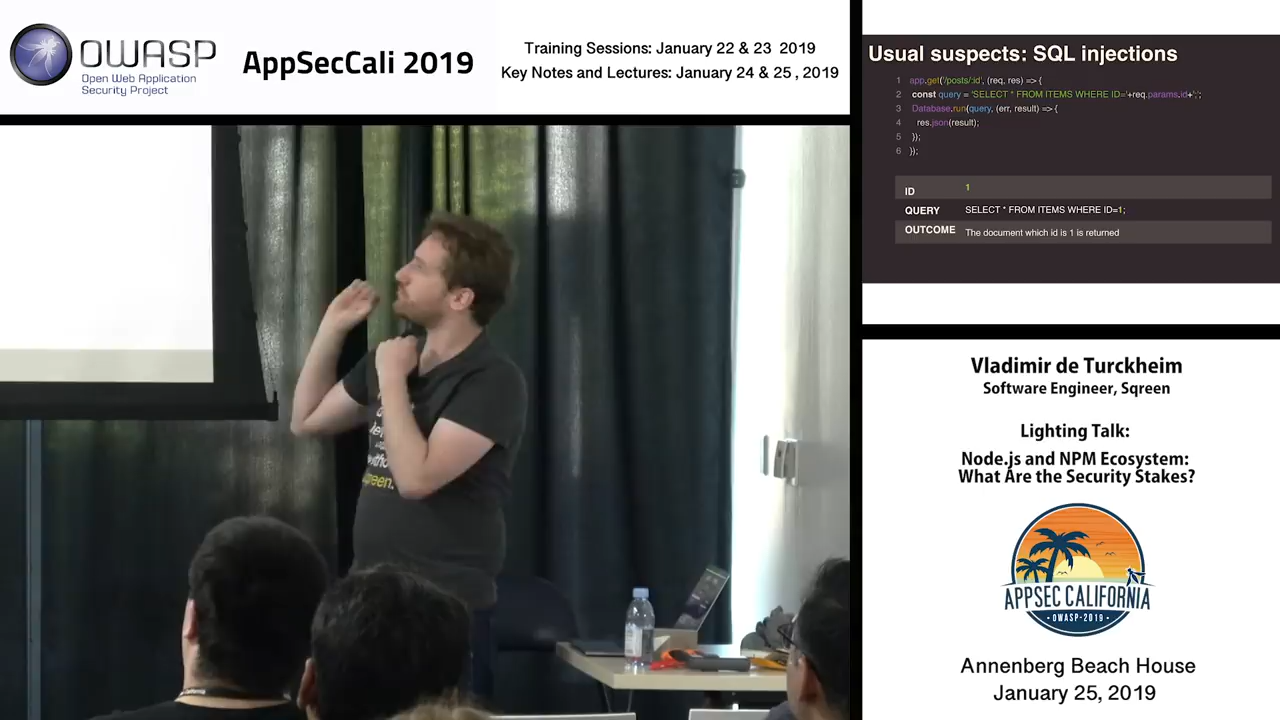 OWASP
Open Web Application
Security Project
AppSecCali 2019
Training Sessions: January 22 & 23 2019
Key Notes and Lectures: January 24 & 25 , 2019
Usual suspects: SQL injections
1 app.get('/posts/:id', (req, res) => {
2 const query = 'SELECT * FROM ITEMS WHERE ID='+req.params.id+';';
3 Database.run(query, (err, result) => {
4 res.json(result);
5 });
6 });
ID 1
QUERY SELECT * FROM ITEMS WHERE ID=1;
OUTCOME The document which id is 1 is returned
Vladimir de Turckheim
Software Engineer, Sqreen
Lighting Talk:
Node.js and NPM Ecosystem:
What Are the Security Stakes?
APPSEC CALIFORNIA
• OWASP-2019 •
Annenberg Beach House
January 25, 2019